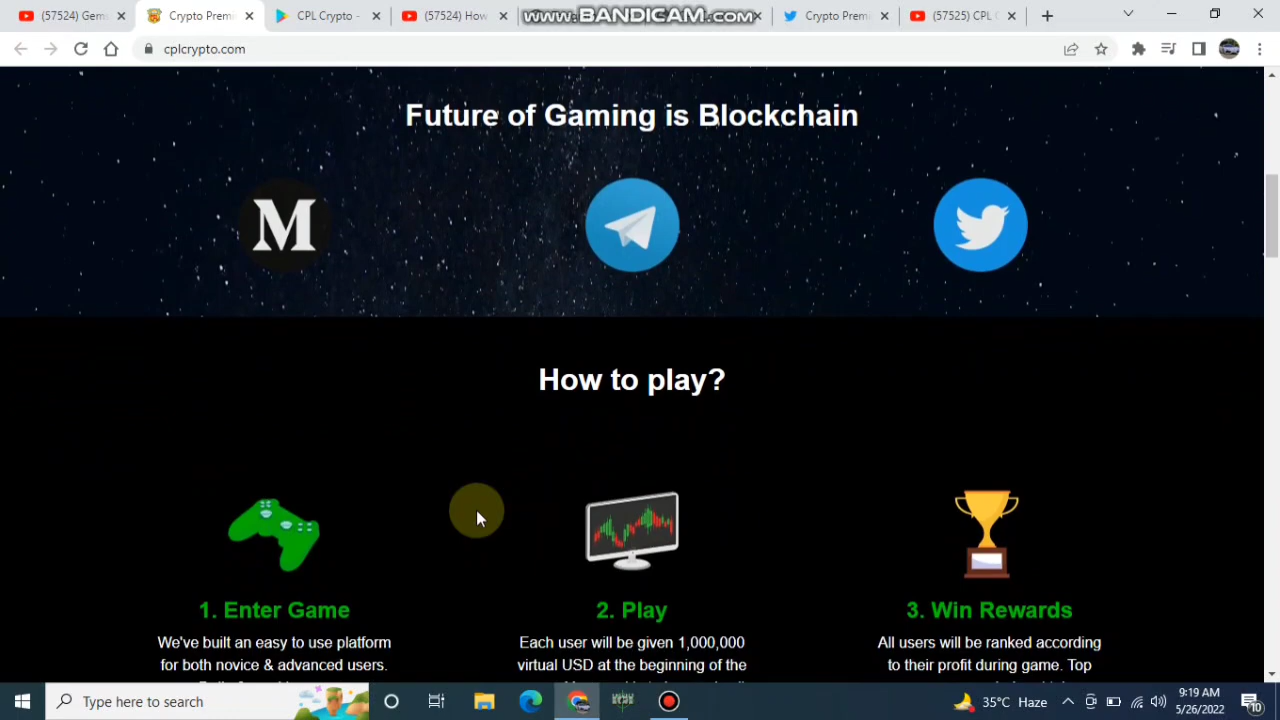 www.BANDICAM.com
(57524) Gam
Crypto Prem
CPL Crypto -
(57524) How
Crypto Premi
(57525) CPL
cplcrypto.com
Future of Gaming is Blockchain
M
How to play?
1. Enter Game
We've built an easy to use platform
for both novice & advanced users.
2. Play
Each user will be given 1,000,000
virtual USD at the beginning of the
3. Win Rewards
All users will be ranked according
to their profit during game. Top
Type here to search
35°C Haze
9:19 AM
5/26/2022
10